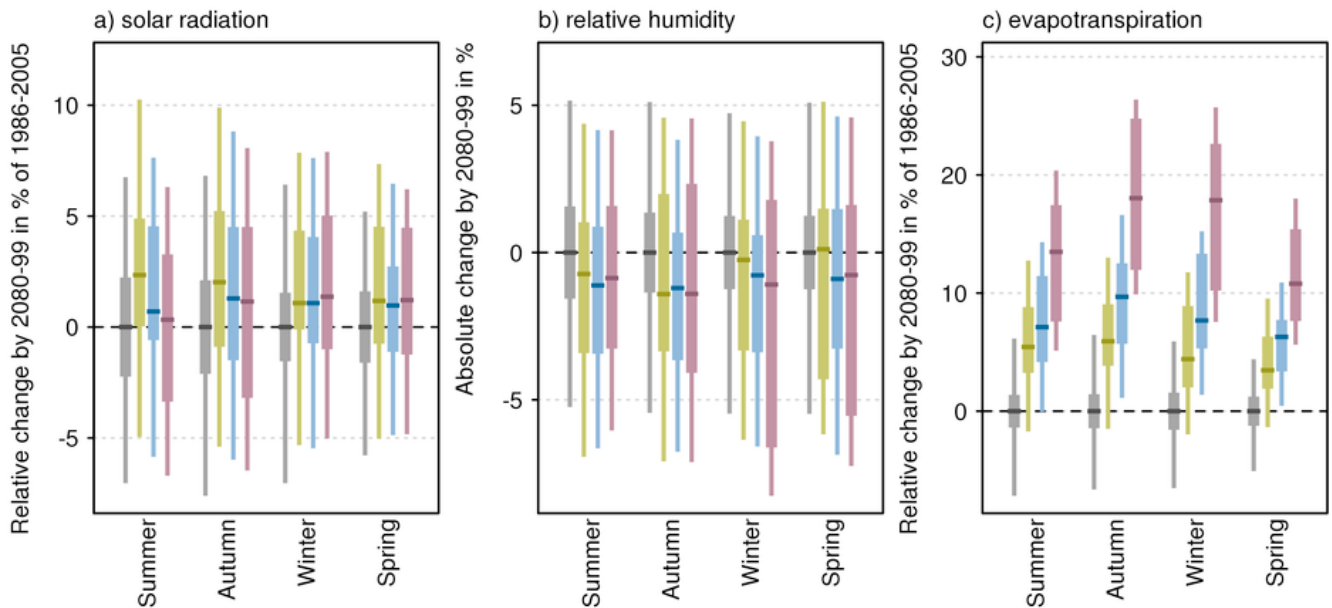 a) solar radiation
Relative change by 2080-99 in % of 1986-2005
10
5
0
-5
Summer
Autumn
Winter
Spring
b) relative humidity
Absolute change by 2080-99 in %
5
0
-5
Summer
Autumn
Winter
Spring
c) evapotranspiration
Relative change by 2080-99 in % of 1986-2005
30
20
10
0
Summer
Autumn
Winter
Spring